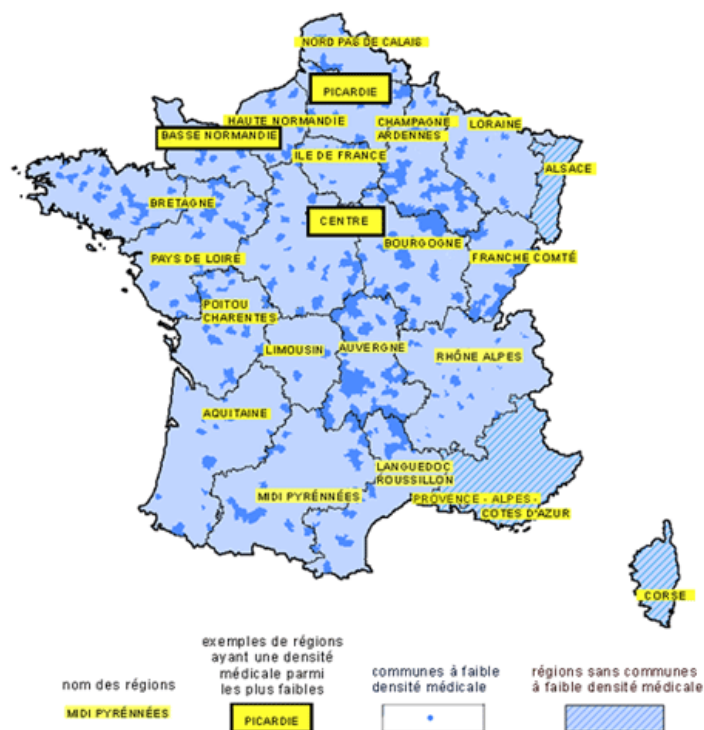 NORD PAS DE CALAIS
PICARDIE
HAUTE NORMANDIE
BASSE NORMANDIE
CHAMPAGNE
ARDENNES
LORAINE
ILE DE FRANCE
ALSACE
BRETAGNE
CENTRE
BOURGOGNE
PAYS DE LOIRE
FRANCHE COMTÉ
POITOU
CHARENTES
LIMOUSIN
AUVERGNE
RHÔNE ALPES
AQUITAINE
LANGUEDOC
ROUSSILLON
MIDI PYRÉNNÉES
PROVENCE - ALPES -
COTES D'AZUR
CORSE
nom des régions
MIDI PYRÉNNÉES
exemples de régions
ayant une densité
médicale parmi
les plus faibles
PICARDIE
communes à faible
densité médicale
régions sans communes
à faible densité médicale